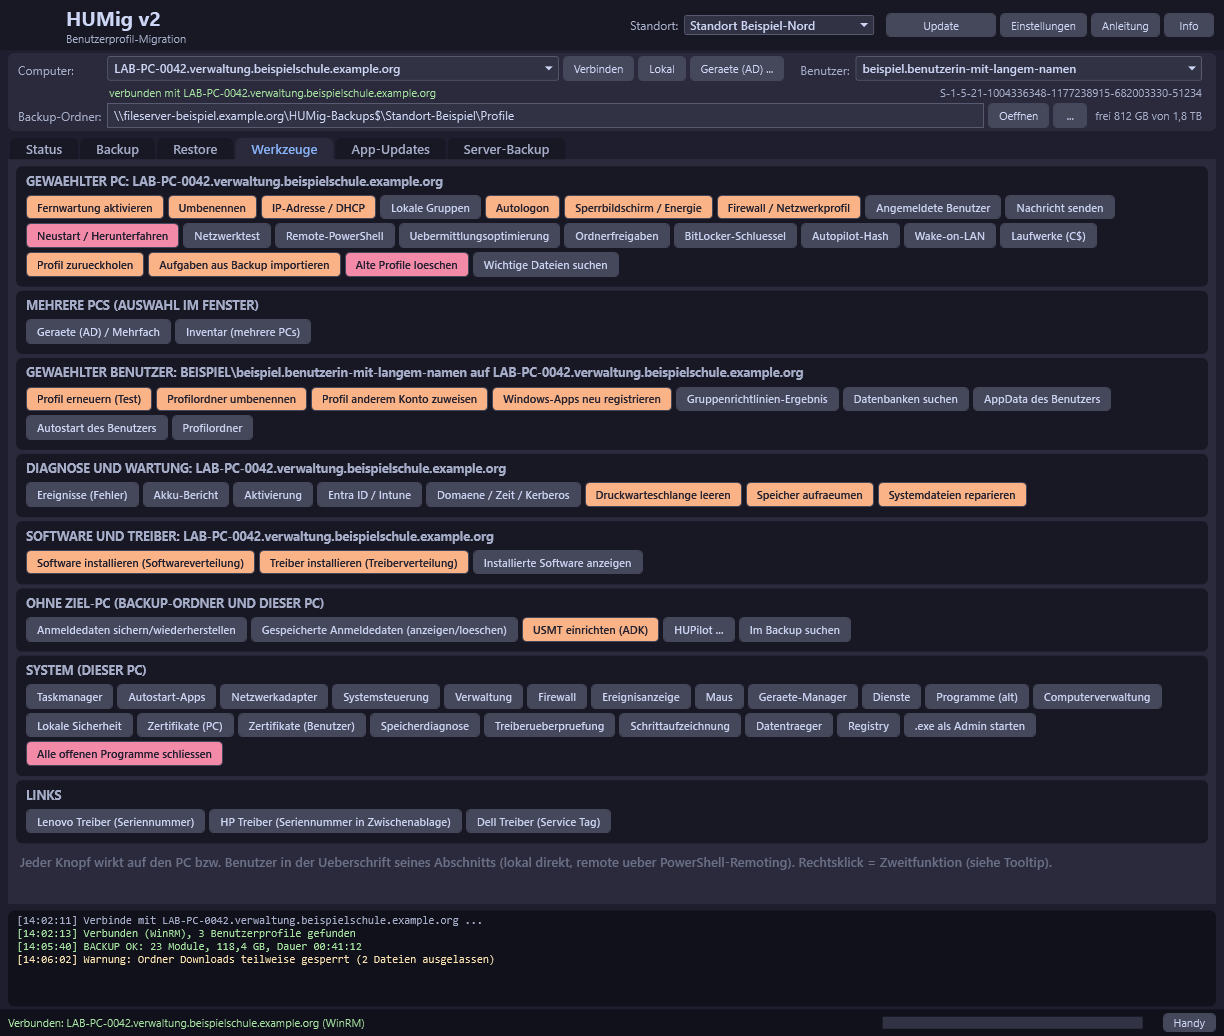 HUMig v2
Benutzerprofil-Migration
Standort: Standort Beispiel-Nord Update Einstellungen Anleitung Info
Computer: LAB-PC-0042.verwaltung.beispielschule.example.org Verbinden Lokal Geraete (AD) ... Benutzer: beispiel.benutzerin-mit-langem-namen
verbunden mit LAB-PC-0042.verwaltung.beispielschule.example.org S-1-5-21-1004336348-1177238915-682003330-51234
Backup-Ordner: \\fileserver-beispiel.example.org\HUMig-Backups$\Standort-Beispiel\Profile Oeffnen ... frei 812 GB von 1,8 TB
Status Backup Restore Werkzeuge App-Updates Server-Backup
GEWAEHLTER PC: LAB-PC-0042.verwaltung.beispielschule.example.org
Fernwartung aktivieren Umbenennen IP-Adresse / DHCP Lokale Gruppen Autologon Sperrbildschirm / Energie Firewall / Netzwerkprofil Angemeldete Benutzer Nachricht senden
Neustart / Herunterfahren Netzwerktest Remote-PowerShell Uebermittlungsoptimierung Ordnerfreigaben BitLocker-Schluessel Autopilot-Hash Wake-on-LAN Laufwerke (C$)
Profil zurueckholen Aufgaben aus Backup importieren Alte Profile loeschen Wichtige Dateien suchen
MEHRERE PCS (AUSWAHL IM FENSTER)
Geraete (AD) / Mehrfach Inventar (mehrere PCs)
GEWAEHLTER BENUTZER: BEISPIEL\beispiel.benutzerin-mit-langem-namen auf LAB-PC-0042.verwaltung.beispielschule.example.org
Profil erneuern (Test) Profilordner umbenennen Profil anderem Konto zuweisen Windows-Apps neu registrieren Gruppenrichtlinien-Ergebnis Datenbanken suchen AppData des Benutzers
Autostart des Benutzers Profilordner
DIAGNOSE UND WARTUNG: LAB-PC-0042.verwaltung.beispielschule.example.org
Ereignisse (Fehler) Akku-Bericht Aktivierung Entra ID / Intune Domaene / Zeit / Kerberos Druckwarteschlange leeren Speicher aufraeumen Systemdateien reparieren
SOFTWARE UND TREIBER: LAB-PC-0042.verwaltung.beispielschule.example.org
Software installieren (Softwareverteilung) Treiber installieren (Treiberverteilung) Installierte Software anzeigen
OHNE ZIEL-PC (BACKUP-ORDNER UND DIESER PC)
Anmeldedaten sichern/wiederherstellen Gespeicherte Anmeldedaten (anzeigen/loeschen) USMT einrichten (ADK) HUPilot ... Im Backup suchen
SYSTEM (DIESER PC)
Taskmanager Autostart-Apps Netzwerkadapter Systemsteuerung Verwaltung Firewall Ereignisanzeige Maus Geraete-Manager Dienste Programme (alt) Computerverwaltung
Lokale Sicherheit Zertifikate (PC) Zertifikate (Benutzer) Speicherdiagnose Treiberueberpruefung Schrittaufzeichnung Datentraeger Registry .exe als Admin starten
Alle offenen Programme schliessen
LINKS
Lenovo Treiber (Seriennummer) HP Treiber (Seriennummer in Zwischenablage) Dell Treiber (Service Tag)
Jeder Knopf wirkt auf den PC bzw. Benutzer in der Ueberschrift seines Abschnitts (lokal direkt, remote ueber PowerShell-Remoting). Rechtsklick = Zweitfunktion (siehe Tooltip).
[14:02:11] Verbinde mit LAB-PC-0042.verwaltung.beispielschule.example.org ...
[14:02:13] Verbunden (WinRM), 3 Benutzerprofile gefunden
[14:05:40] BACKUP OK: 23 Module, 118,4 GB, Dauer 00:41:12
[14:06:02] Warnung: Ordner Downloads teilweise gesperrt (2 Dateien ausgelassen)
Verbunden: LAB-PC-0042.verwaltung.beispielschule.example.org (WinRM) Handy